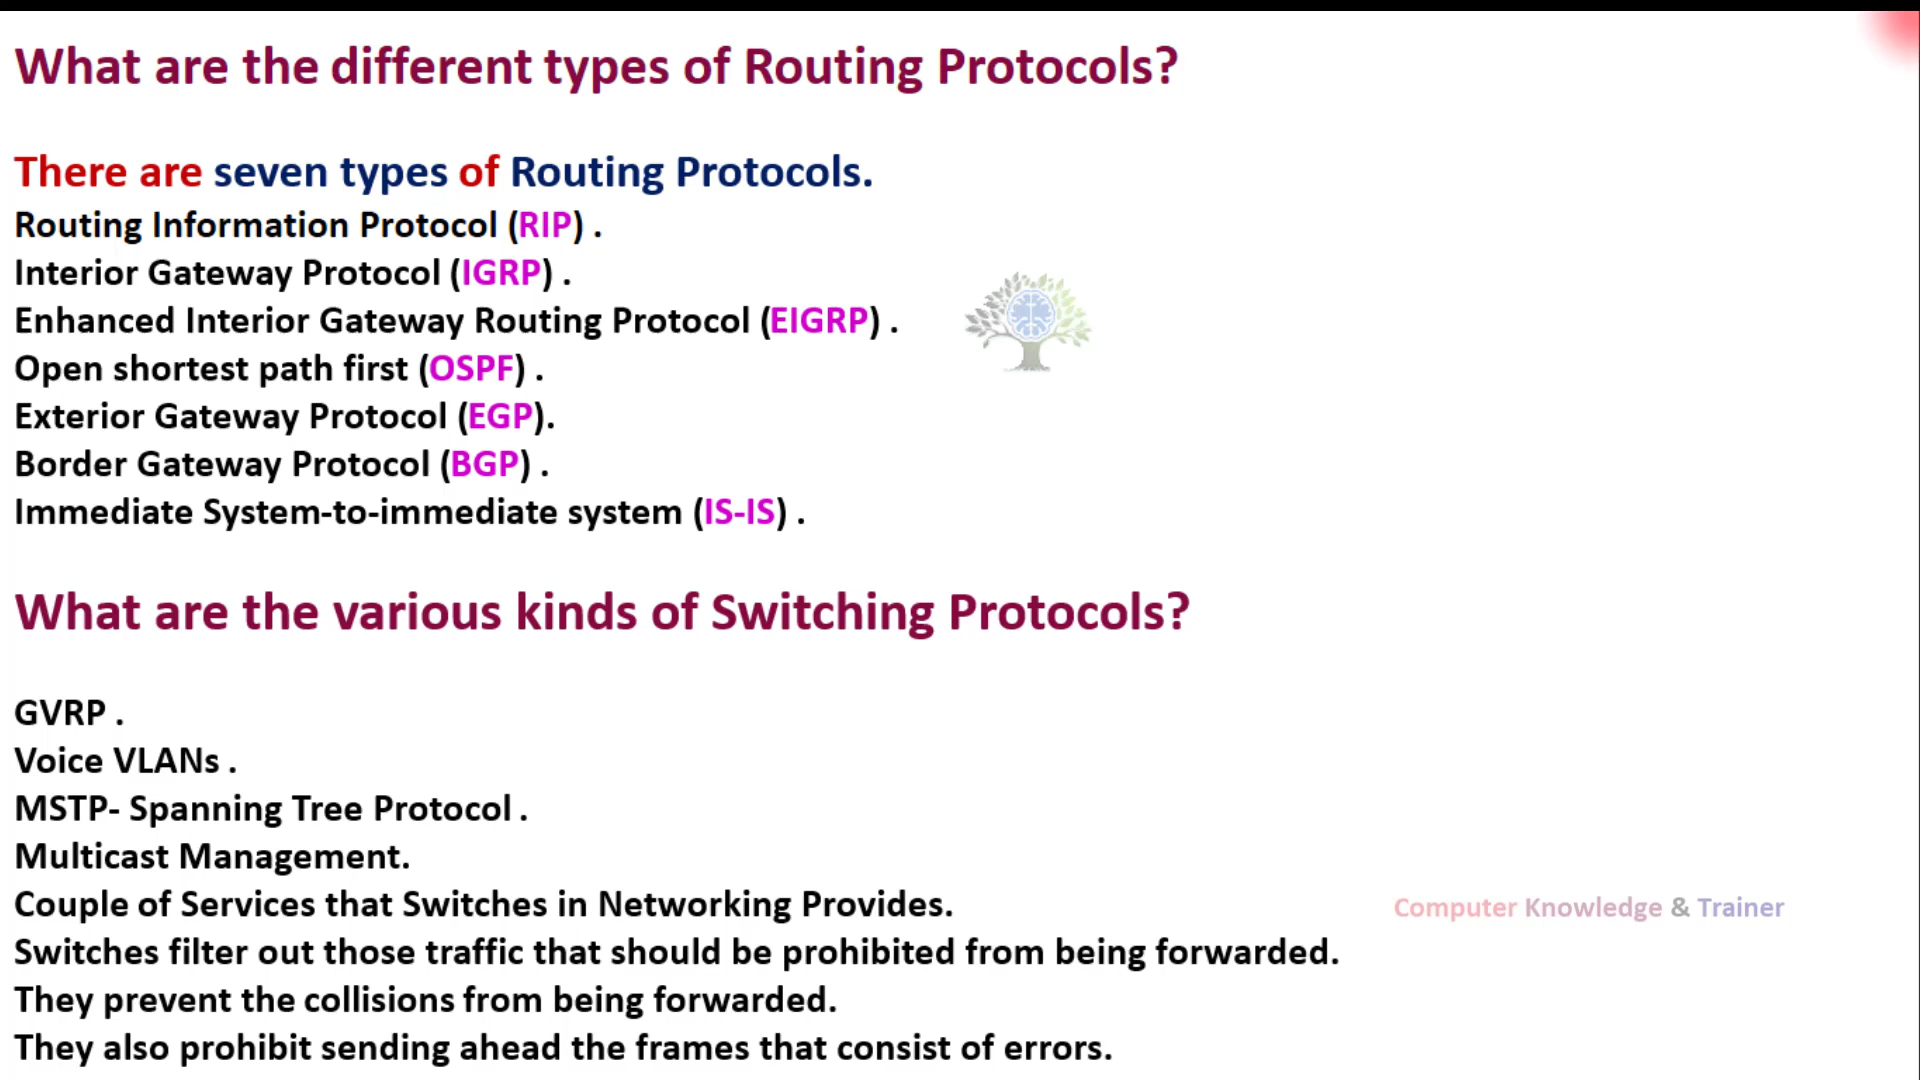 What are the different types of Routing Protocols?
There are seven types of Routing Protocols.
Routing Information Protocol (RIP) .
Interior Gateway Protocol (IGRP) .
Enhanced Interior Gateway Routing Protocol (EIGRP) .
Open shortest path first (OSPF) .
Exterior Gateway Protocol (EGP).
Border Gateway Protocol (BGP) .
Immediate System-to-immediate system (IS-IS) .
What are the various kinds of Switching Protocols?
GVRP .
Voice VLANs .
MSTP- Spanning Tree Protocol .
Multicast Management.
Couple of Services that Switches in Networking Provides.
Computer Knowledge & Trainer
Switches filter out those traffic that should be prohibited from being forwarded.
They prevent the collisions from being forwarded.
They also prohibit sending ahead the frames that consist of errors.